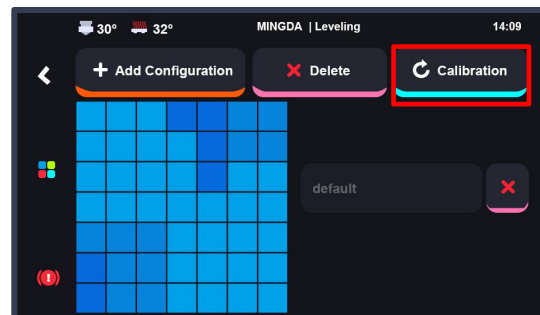 30° 32° MINGDA | Leveling 14:09
+ Add Configuration Delete Calibration
default